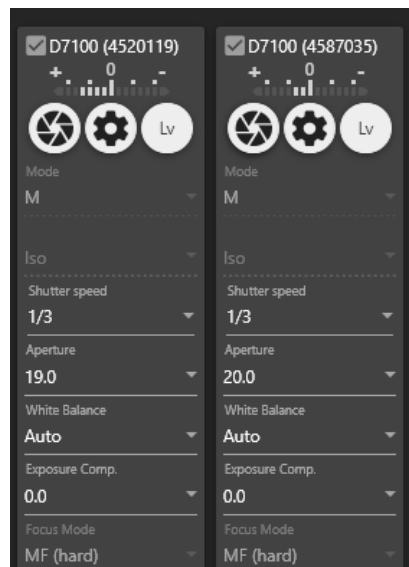 D7100 (4520119)
+ 0 -
Lv
Mode
M
Iso
Shutter speed
1/3
Aperture
19.0
White Balance
Auto
Exposure Comp.
0.0
Focus Mode
MF (hard)
D7100 (4587035)
+ 0 -
Lv
Mode
M
Iso
Shutter speed
1/3
Aperture
20.0
White Balance
Auto
Exposure Comp.
0.0
Focus Mode
MF (hard)